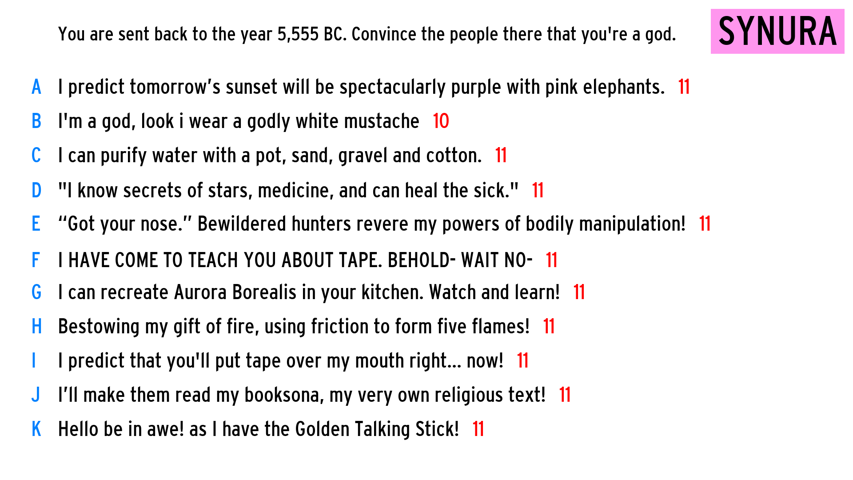 You are sent back to the year 5,555 BC. Convince the people there that you're a god.
SYNURA
A I predict tomorrow’s sunset will be spectacularly purple with pink elephants. 11
B I'm a god, look i wear a godly white mustache 10
C I can purify water with a pot, sand, gravel and cotton. 11
D "I know secrets of stars, medicine, and can heal the sick." 11
E “Got your nose.” Bewildered hunters revere my powers of bodily manipulation! 11
F I HAVE COME TO TEACH YOU ABOUT TAPE. BEHOLD- WAIT NO- 11
G I can recreate Aurora Borealis in your kitchen. Watch and learn! 11
H Bestowing my gift of fire, using friction to form five flames! 11
I I predict that you'll put tape over my mouth right... now! 11
J I’ll make them read my booksona, my very own religious text! 11
K Hello be in awe! as I have the Golden Talking Stick! 11